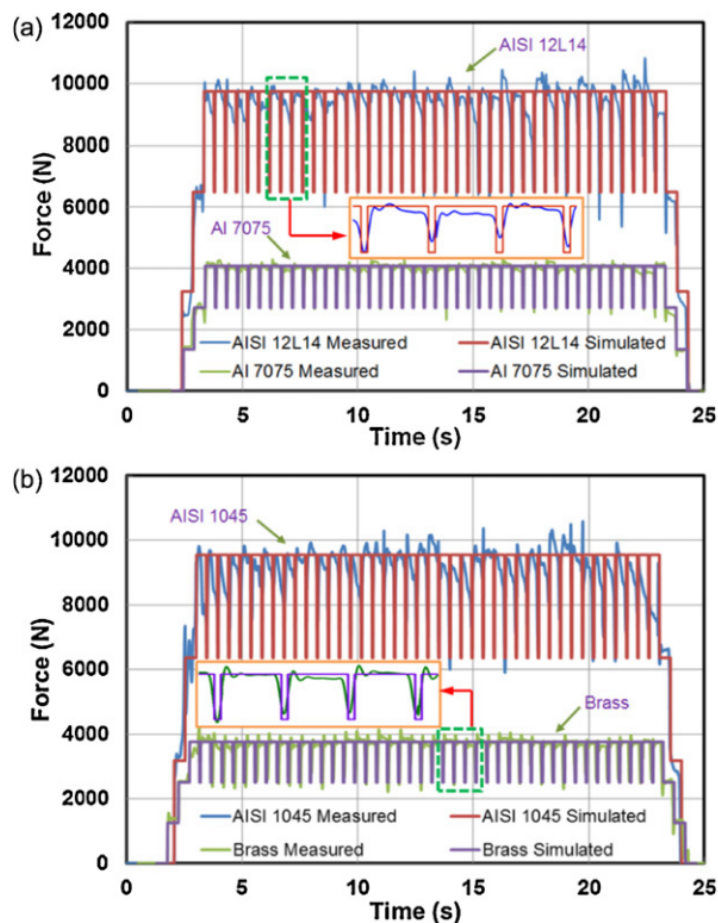 (a)
12000
10000
8000
6000
4000
2000
0
Force (N)
AISI 12L14
Al 7075
AISI 12L14 Measured
AISI 12L14 Simulated
Al 7075 Measured
Al 7075 Simulated
0 5 10 15 20 25
Time (s)
(b)
12000
10000
8000
6000
4000
2000
0
Force (N)
AISI 1045
Brass
AISI 1045 Measured
AISI 1045 Simulated
Brass Measured
Brass Simulated
0 5 10 15 20 25
Time (s)